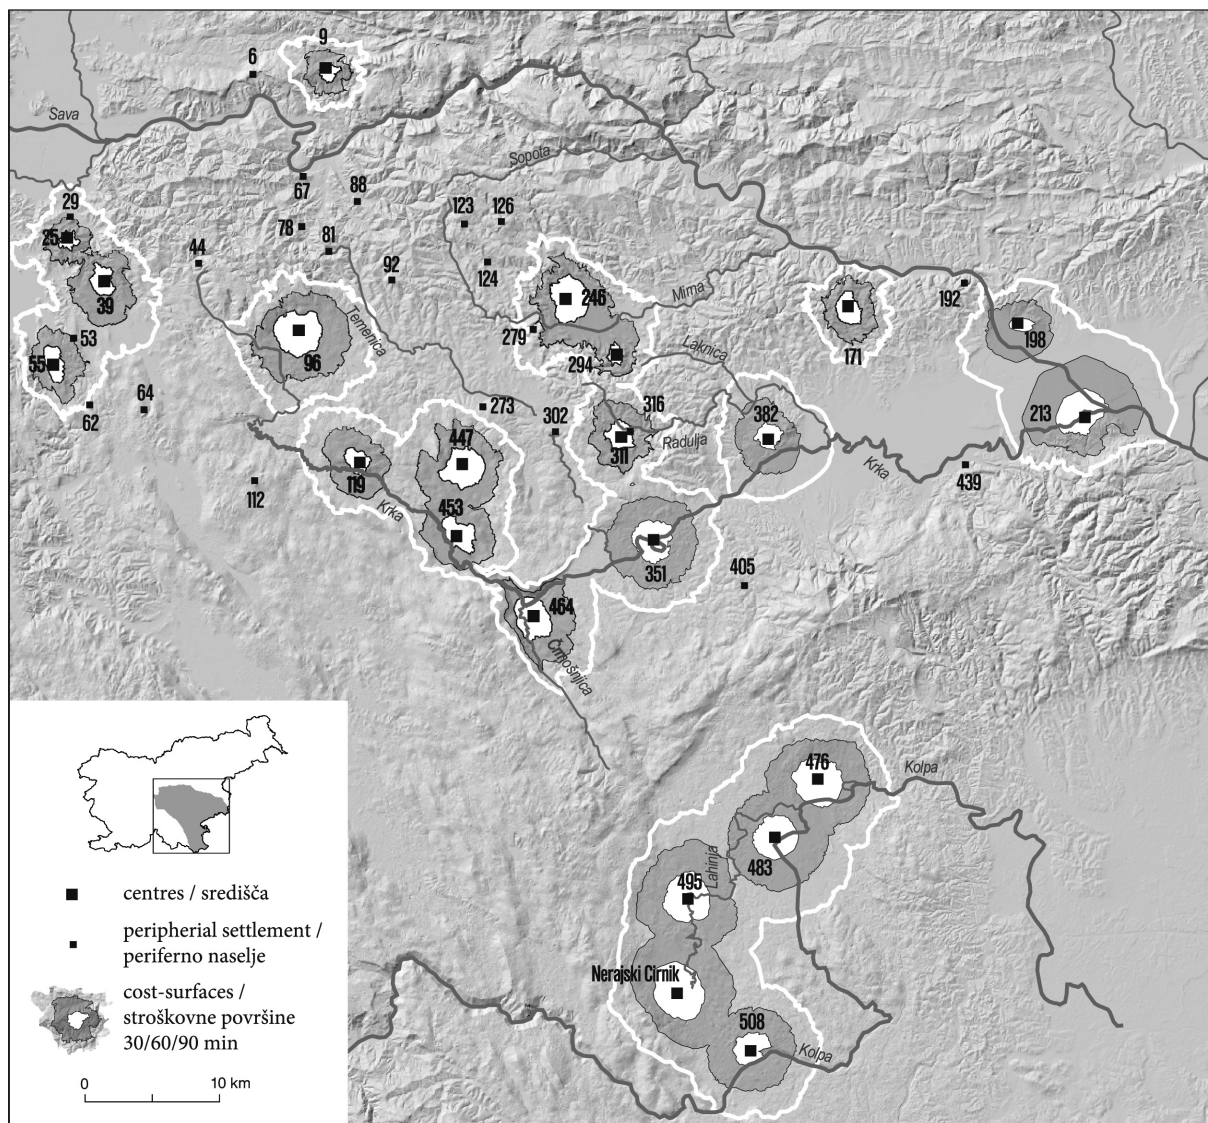 9
6
Sava
Sopota
67
88
29
123
126
78
25
81
44
124
92
246
39
Mirna
192
279
Temenica
171
198
53
96
Laknica
294
55
64
273
316
382
213
62
302
447
Radulja
311
Krka
119
439
112
Krka
453
351
405
464
Črmošnjica
476
Kolpa
483
Lahinja
495
Nerajski Cirnik
508
Kolpa
centres / središča
peripherial settlement /
periferno naselje
cost-surfaces /
stroškovne površine
30/60/90 min
0 10 km